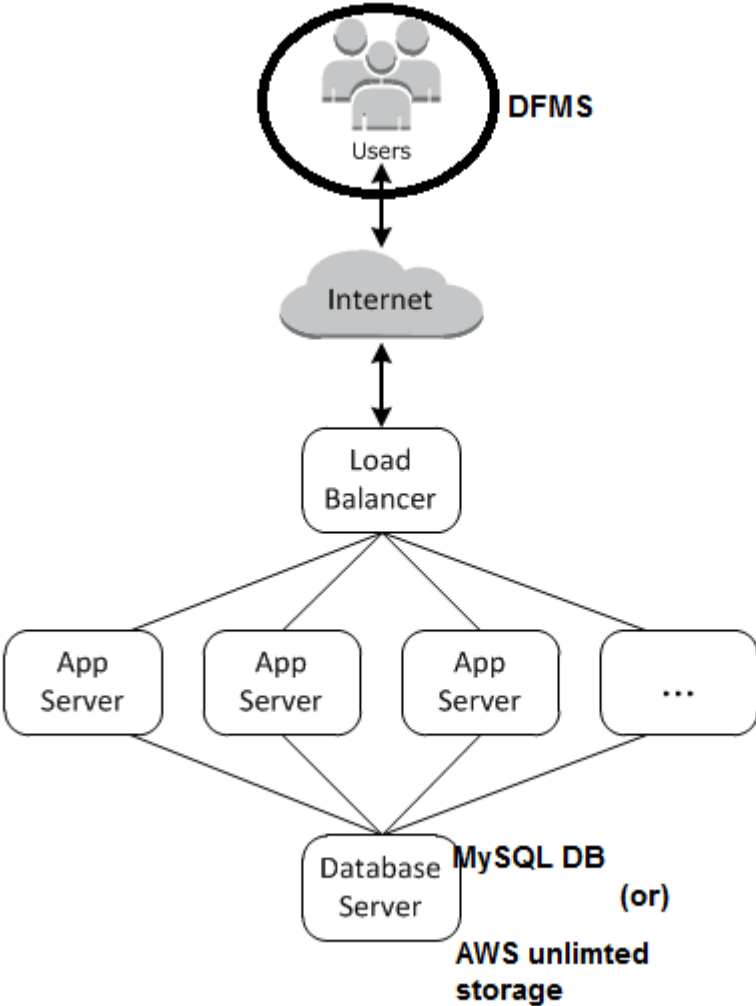 DFMS
Users
Internet
Load
Balancer
App
Server
App
Server
App
Server
...
Database
Server
MySQL DB
(or)
AWS unlimted
storage